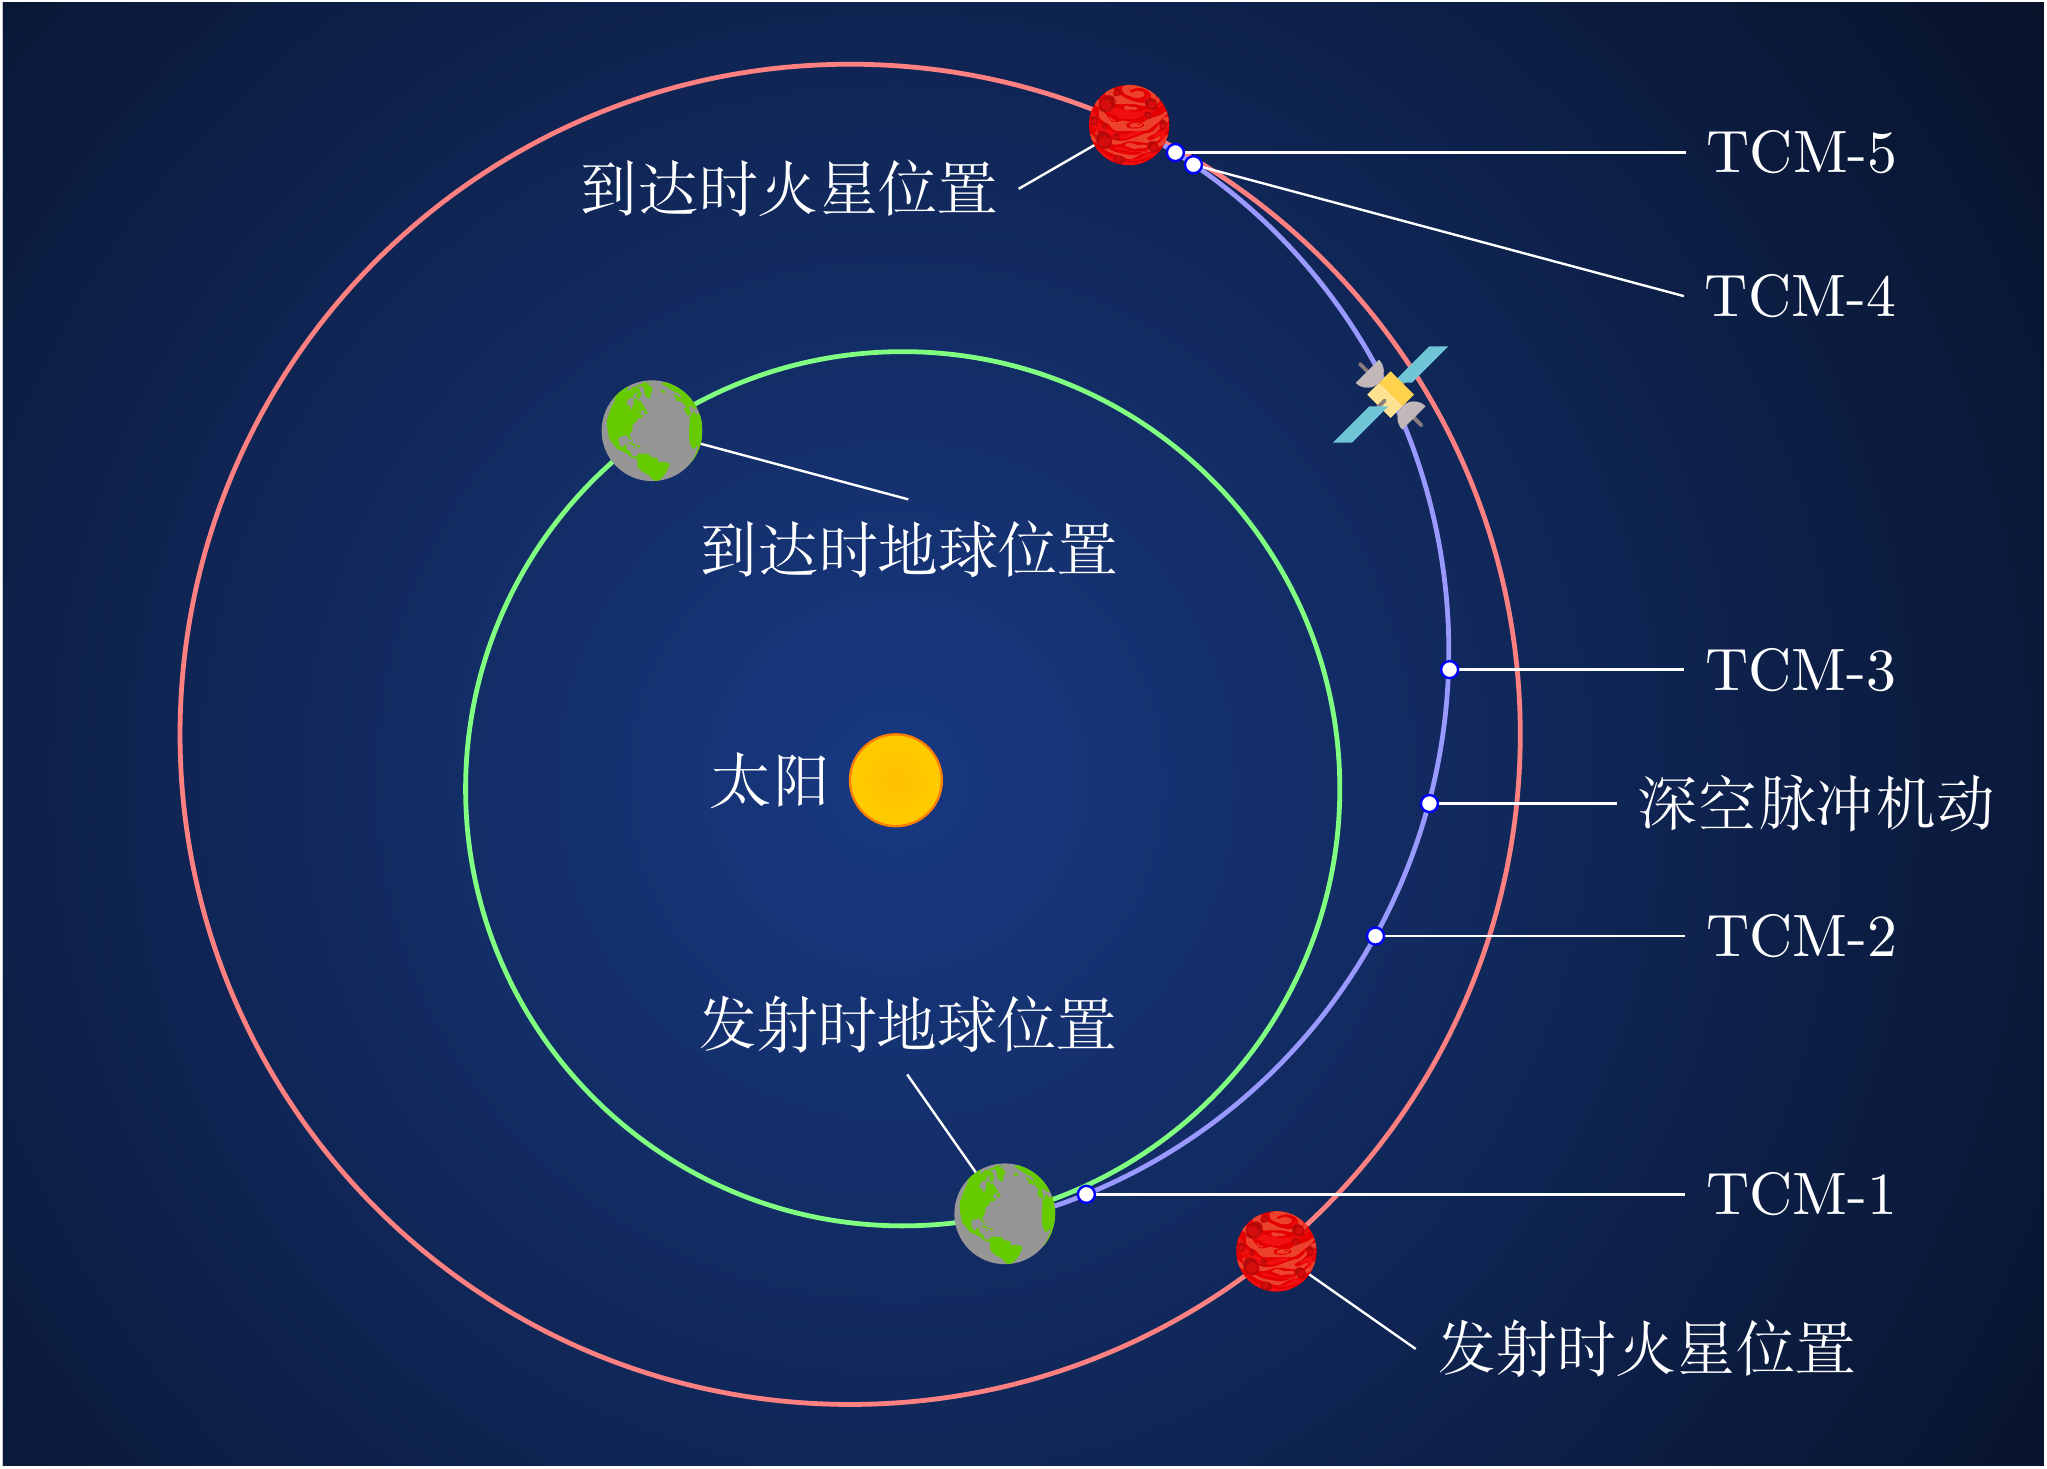 TCM-5
到达时火星位置
TCM-4
到达时地球位置
TCM-3
太阳
深空脉冲机动
TCM-2
发射时地球位置
TCM-1
发射时火星位置